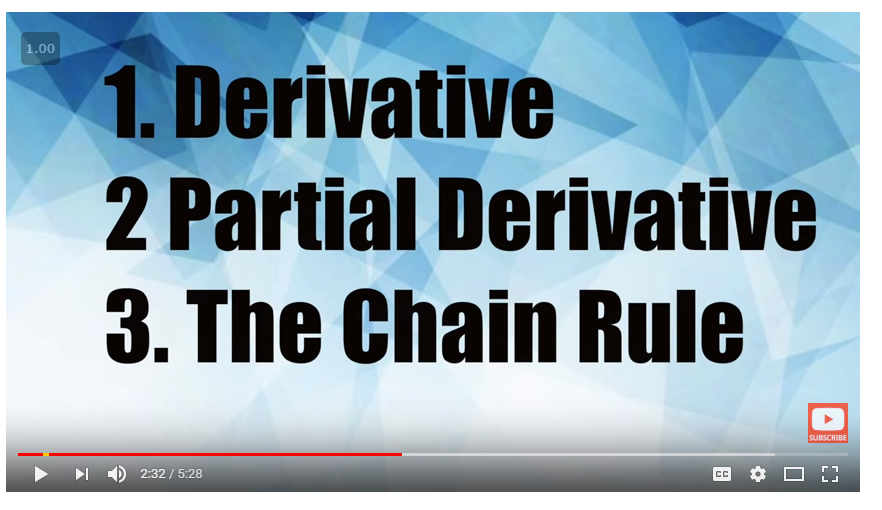 1.00
1. Derivative
2 Partial Derivative
3. The Chain Rule
SUBSCRIBE
2:32 / 5:28
CC